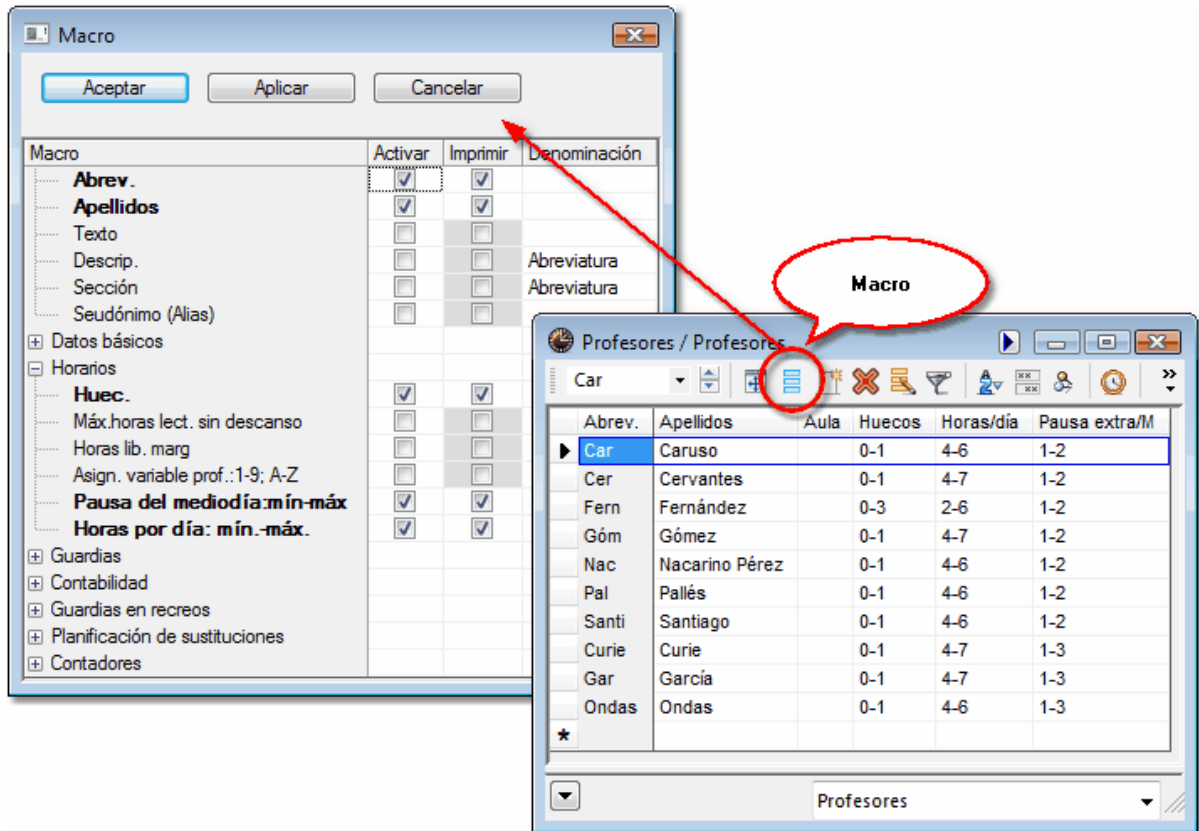 Macro
Aceptar Aplicar Cancelar
Macro Activar Imprimir Denominación
Abrev.
Apellidos
Texto
Descrip. Abreviatura
Sección Abreviatura
Seudónimo (Alias)
Datos básicos
Horarios
Huec.
Máx.horas lect. sin descanso
Horas lib. marg
Asign. variable prof.:1-9; A-Z
Pausa del mediodía:mín-máx
Horas por día: mín.-máx.
Guardias
Contabilidad
Guardias en recreos
Planificación de sustituciones
Contadores
Macro
Profesores / Profesores
Car
Abrev. Apellidos Aula Huecos Horas/día Pausa extra/M
Car Caruso 0-1 4-6 1-2
Cer Cervantes 0-1 4-7 1-2
Fern Fernández 0-3 2-6 1-2
Góm Gómez 0-1 4-7 1-2
Nac Nacarino Pérez 0-1 4-6 1-2
Pal Pallés 0-1 4-6 1-2
Santi Santiago 0-1 4-6 1-2
Curie Curie 0-1 4-7 1-3
Gar García 0-1 4-7 1-3
Ondas Ondas 0-1 4-6 1-3
*
Profesores